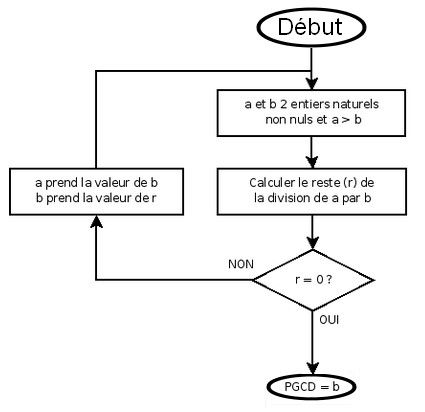 Début
a et b 2 entiers naturels
non nuls et a > b
a prend la valeur de b
b prend la valeur de r
Calculer le reste (r) de
la division de a par b
NON
r = 0 ?
OUI
PGCD = b